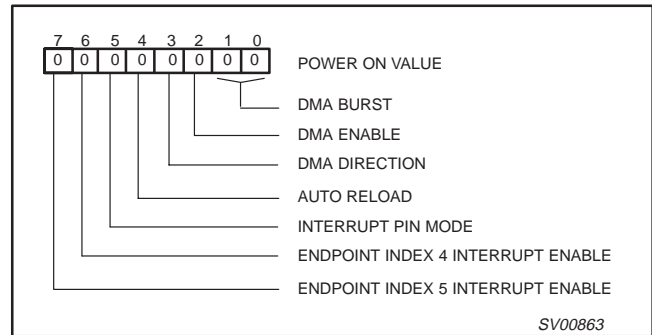 7 6 5 4 3 2 1 0
0 0 0 0 0 0 0 0 POWER ON VALUE
DMA BURST
DMA ENABLE
DMA DIRECTION
AUTO RELOAD
INTERRUPT PIN MODE
ENDPOINT INDEX 4 INTERRUPT ENABLE
ENDPOINT INDEX 5 INTERRUPT ENABLE
SV00863